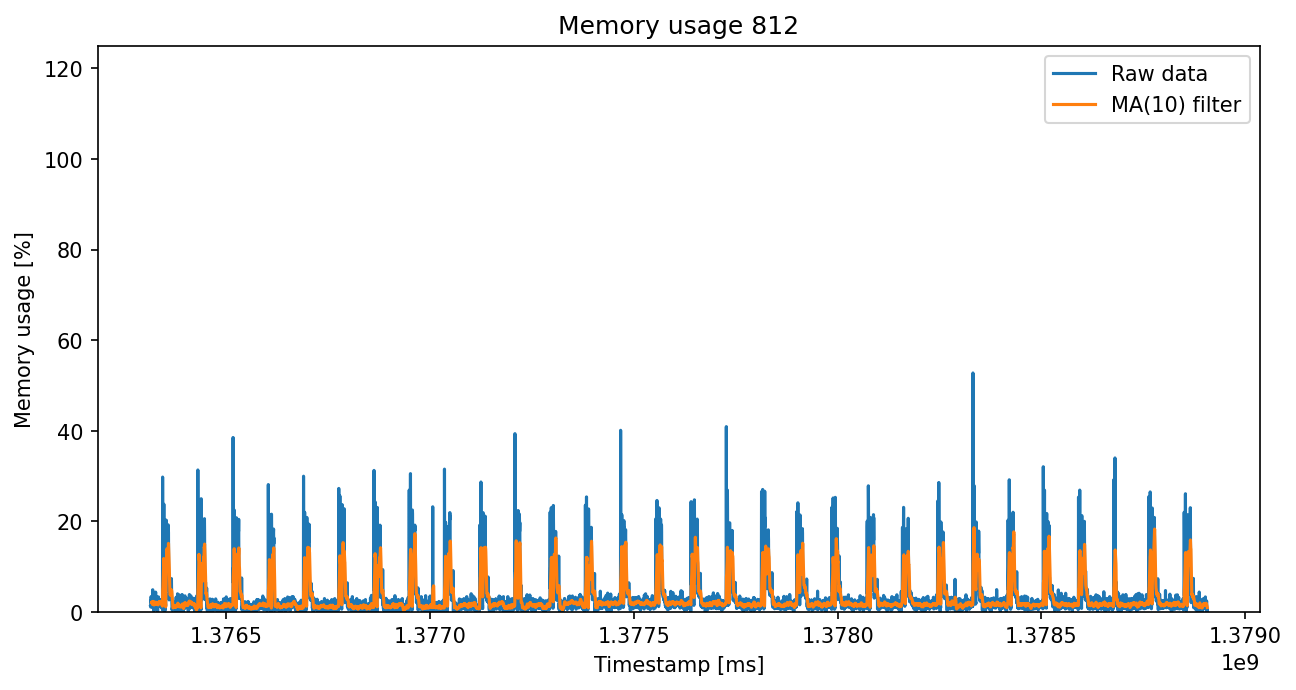 Memory usage 812
Raw data
MA(10) filter
Memory usage [%]
120
100
80
60
40
20
0
1.3765 1.3770 1.3775 1.3780 1.3785 1.3790
1e9
Timestamp [ms]